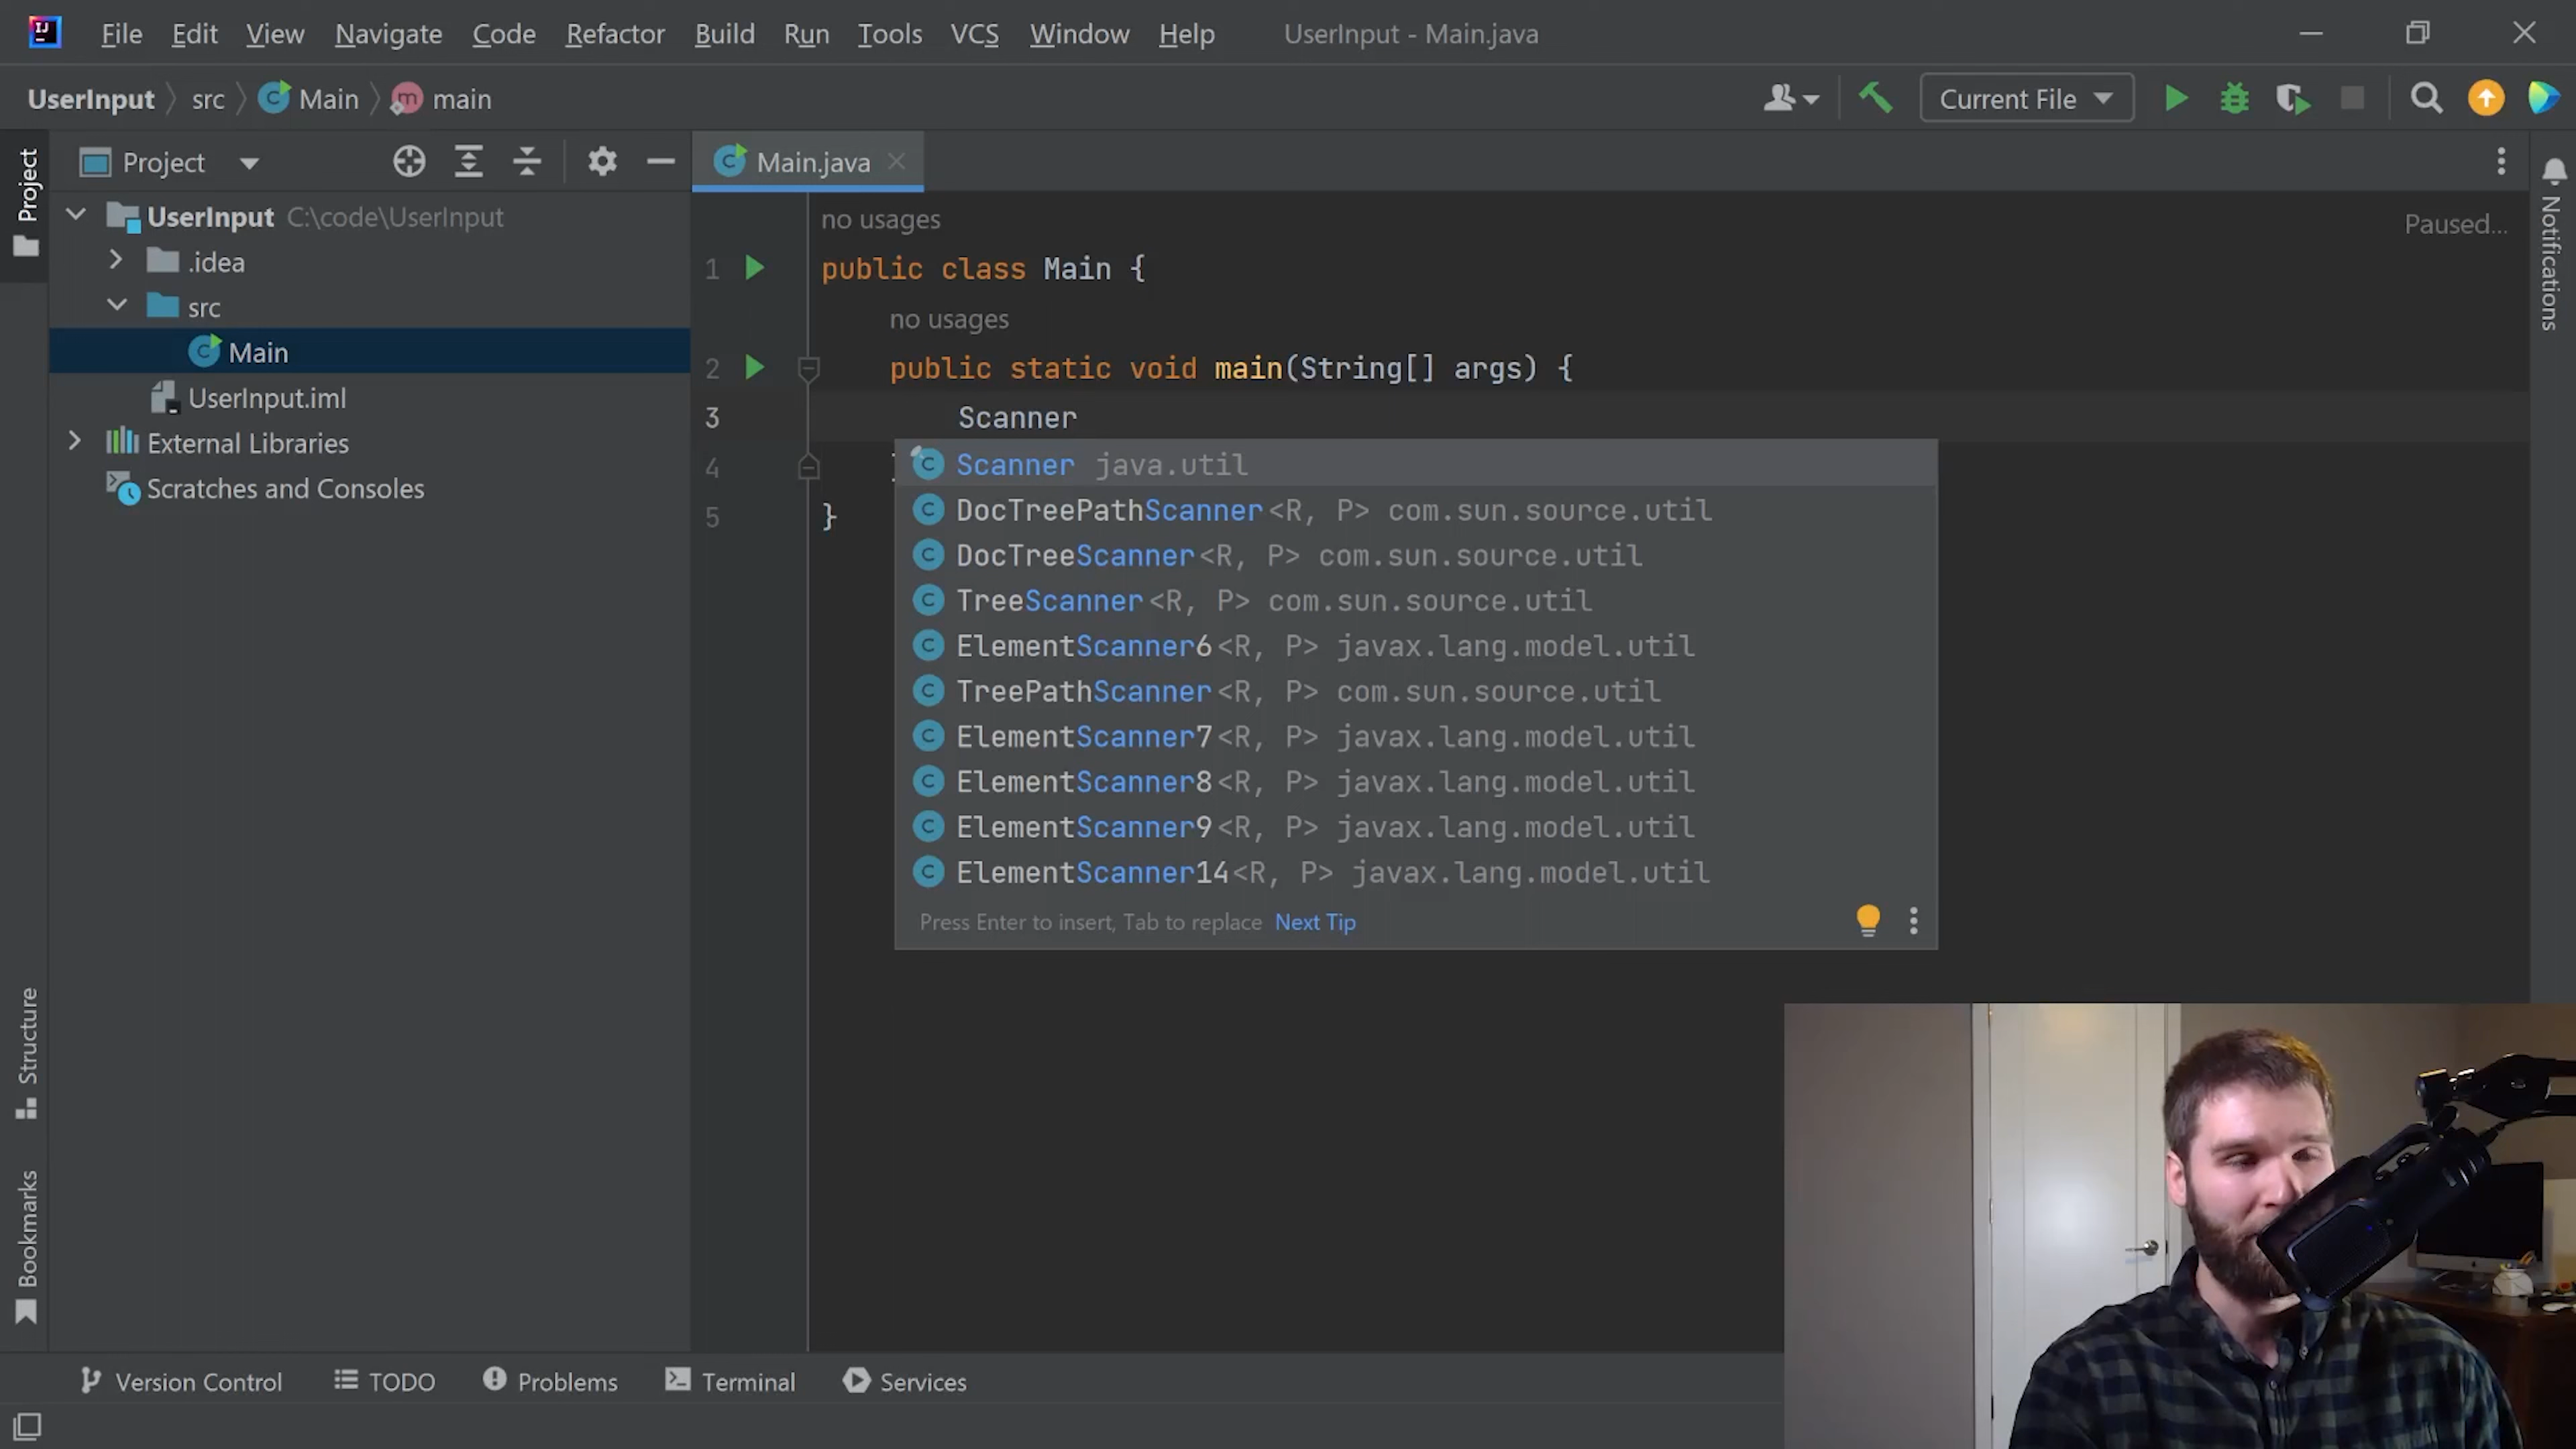 File Edit View Navigate Code Refactor Build Run Tools VCS Window Help UserInput - Main.java
UserInput src Main main Current File
Project
Project
Main.java
Notifications
UserInput C:\code\UserInput
.idea
src
Main
UserInput.iml
External Libraries
Scratches and Consoles
no usages
Paused...
1 public class Main {
no usages
2 public static void main(String[] args) {
3 Scanner
4
5 }
Scanner java.util
DocTreePathScanner<R, P> com.sun.source.util
DocTreeScanner<R, P> com.sun.source.util
TreeScanner<R, P> com.sun.source.util
ElementScanner6<R, P> javax.lang.model.util
TreePathScanner<R, P> com.sun.source.util
ElementScanner7<R, P> javax.lang.model.util
ElementScanner8<R, P> javax.lang.model.util
ElementScanner9<R, P> javax.lang.model.util
ElementScanner14<R, P> javax.lang.model.util
Press Enter to insert, Tab to replace Next Tip
Structure
Bookmarks
Version Control TODO Problems Terminal Services